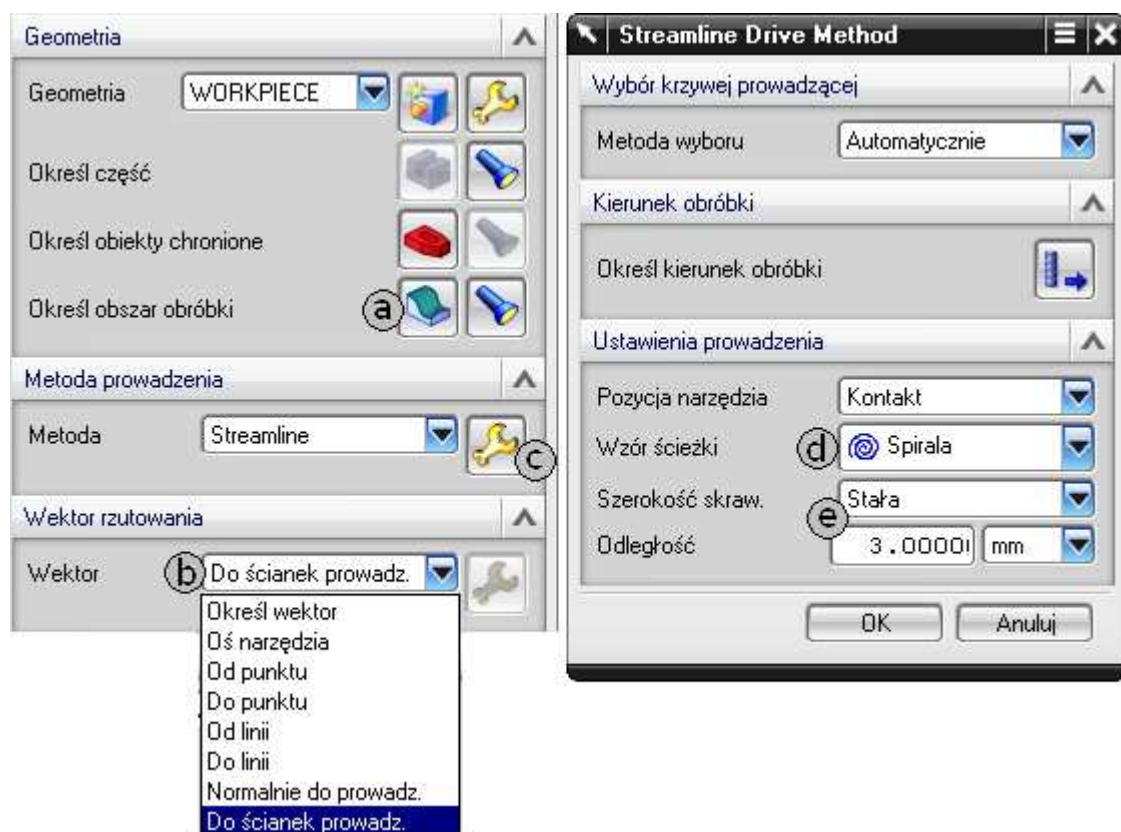 Geometria
Geometria WORKPIECE
Określ część
Określ obiekty chronione
Określ obszar obróbki a
Metoda prowadzenia
Metoda Streamline c
Wektor rzutowania
Wektor b Do ścianek prowadz.
Określ wektor
Oś narzędzia
Od punktu
Do punktu
Od linii
Do linii
Normalnie do prowadz.
Do ścianek prowadz.
Streamline Drive Method
Wybór krzywej prowadzącej
Metoda wyboru Automatycznie
Kierunek obróbki
Określ kierunek obróbki
Ustawienia prowadzenia
Pozycja narzędzia Kontakt
Wzór ścieżki d Spirala
Szerokość skraw. e Stała
Odległość 3.0000 mm
OK Anuluj